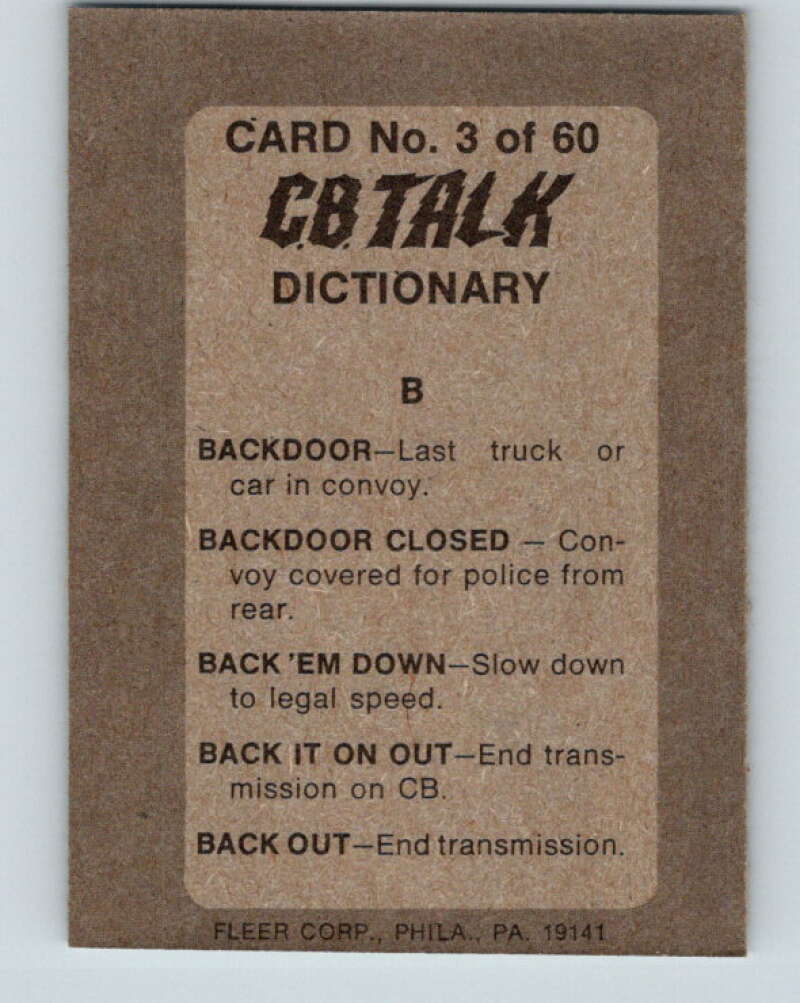 CARD No. 3 of 60
C.B. TALK
DICTIONARY
B
BACKDOOR—Last truck or
car in convoy.
BACKDOOR CLOSED — Con-
voy covered for police from
rear.
BACK 'EM DOWN—Slow down
to legal speed.
BACK IT ON OUT—End trans-
mission on CB.
BACK OUT—End transmission.
FLEER CORP., PHILA., PA. 19141